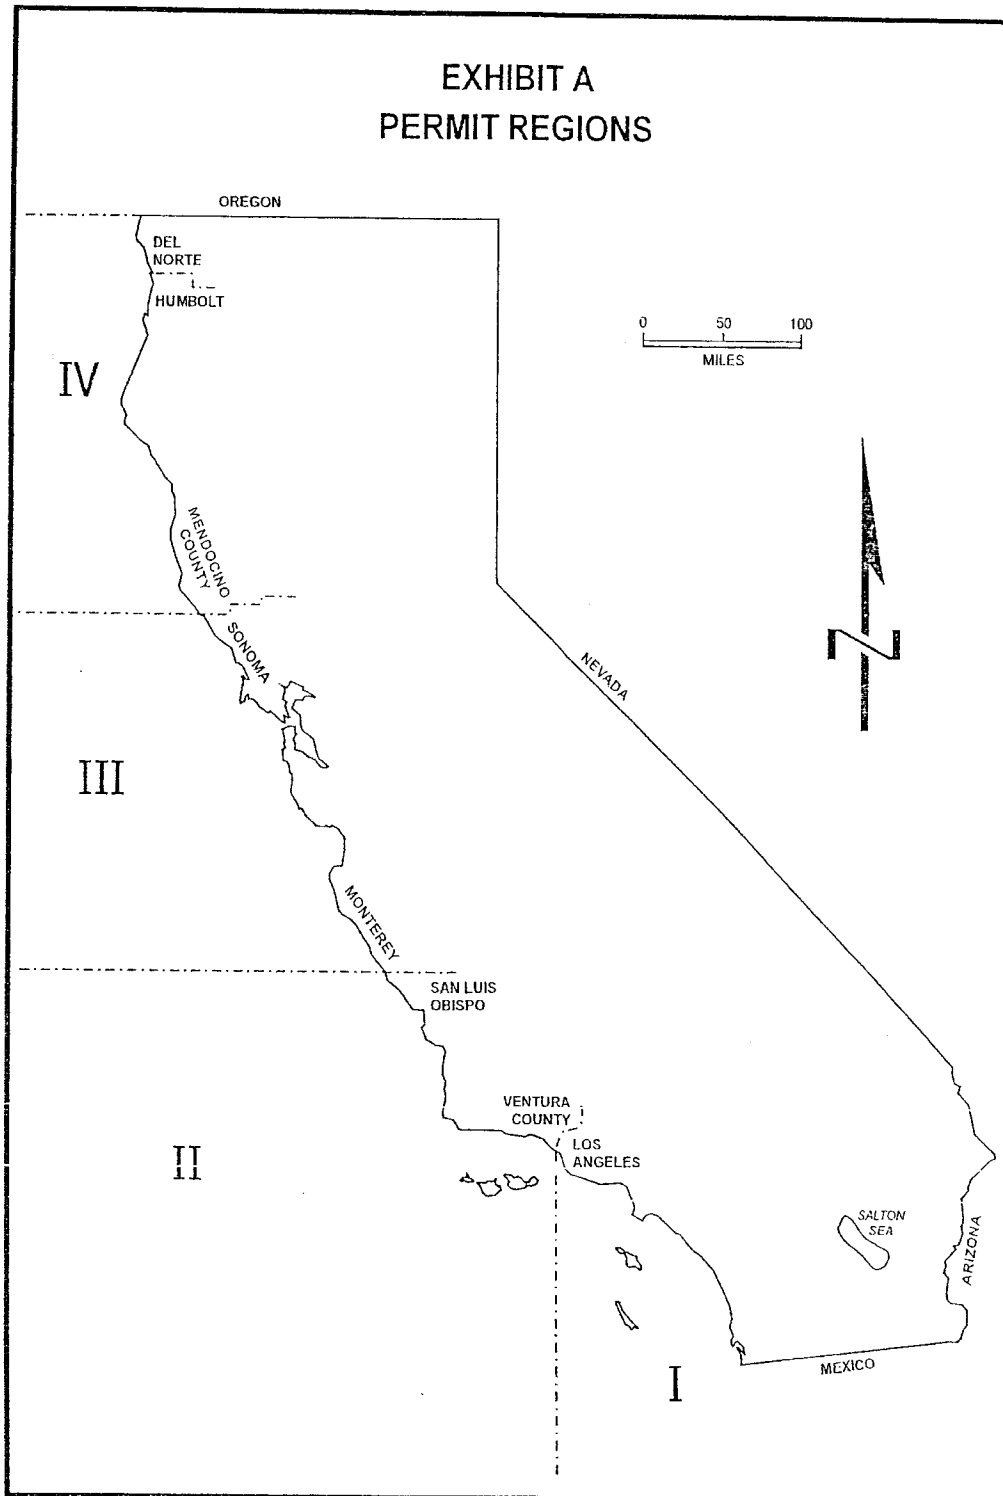 EXHIBIT A
PERMIT REGIONS
OREGON
DEL
NORTE
HUMBOLT
0 50 100
MILES
IV
MENDOCINO
COUNTY
SONOMA
NEVADA
N
III
MONTEREY
SAN LUIS
OBISPO
VENTURA
COUNTY
LOS
ANGELES
II
SALTON
SEA
ARIZONA
MEXICO
I